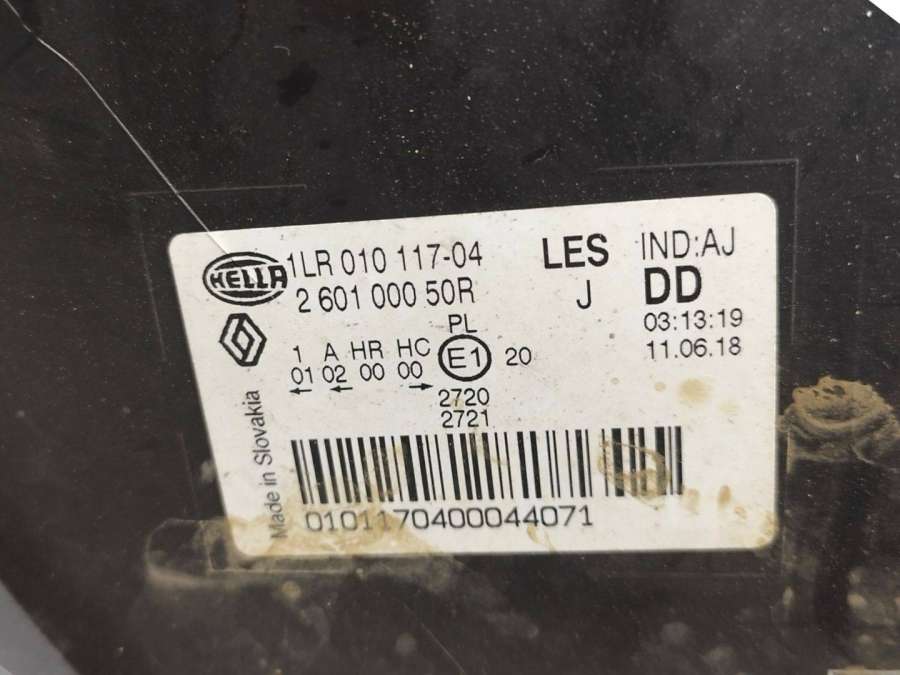 HELLA
1LR 010 117-04
2 601 000 50R
LES
J
IND:AJ
DD
03:13:19
11.06.18
PL
1 A HR HC
01 02 00 00
E1 20
2720
2721
Made in Slovakia
0101170400044071